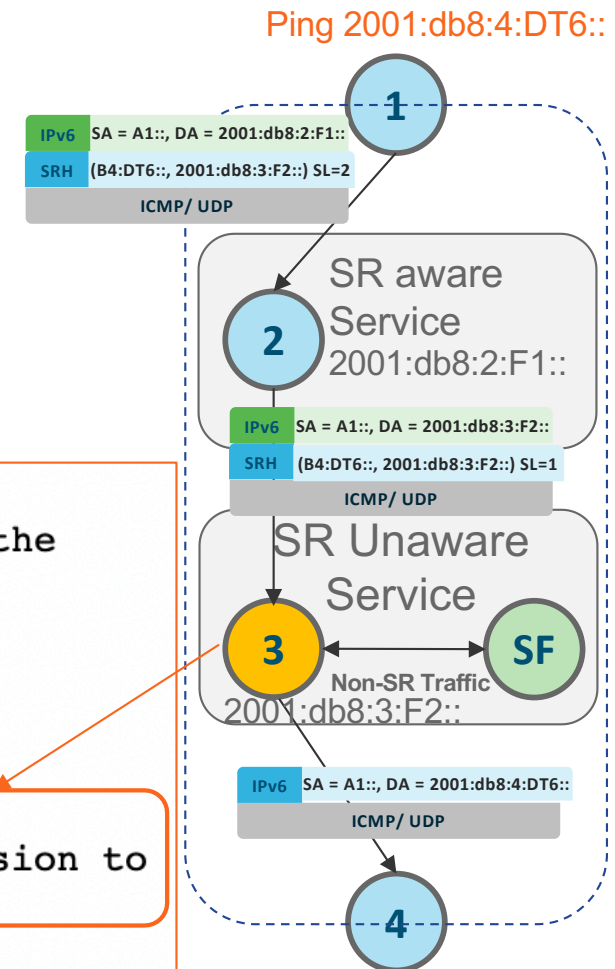 Ping 2001:db8:4:DT6::
1
IPv6 SA = A1::, DA = 2001:db8:2:F1::
SRH (B4:DT6::, 2001:db8:3:F2::) SL=2
ICMP/ UDP
SR aware
Service
2001:db8:2:F1::
2
IPv6 SA = A1::, DA = 2001:db8:3:F2::
SRH (B4:DT6::, 2001:db8:3:F2::) SL=1
ICMP/ UDP
the
SR Unaware
Service
3
SF
Non-SR Traffic
2001:db8:3:F2::
IPv6 SA = A1::, DA = 2001:db8:4:DT6::
ICMP/ UDP
sion to
4